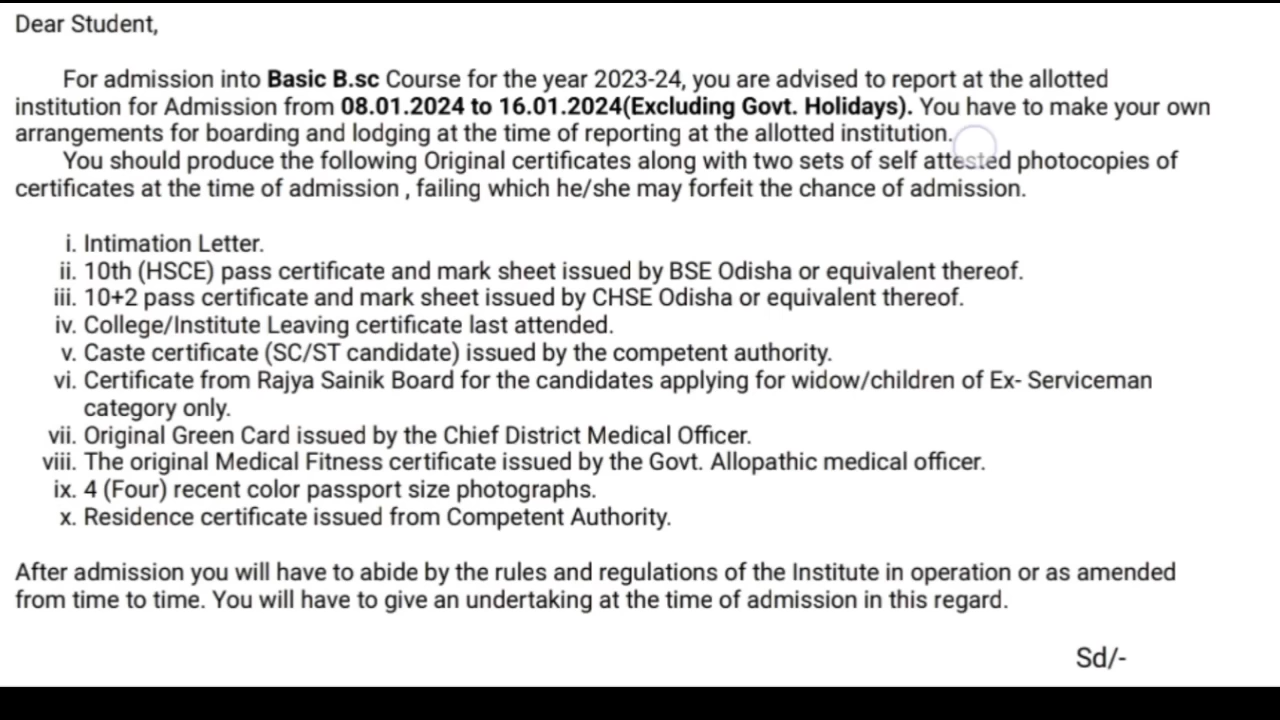 Dear Student,
For admission into Basic B.sc Course for the year 2023-24, you are advised to report at the allotted
institution for Admission from 08.01.2024 to 16.01.2024(Excluding Govt. Holidays). You have to make your own
arrangements for boarding and lodging at the time of reporting at the allotted institution.
You should produce the following Original certificates along with two sets of self attested photocopies of
certificates at the time of admission , failing which he/she may forfeit the chance of admission.
i. Intimation Letter.
ii. 10th (HSCE) pass certificate and mark sheet issued by BSE Odisha or equivalent thereof.
iii. 10+2 pass certificate and mark sheet issued by CHSE Odisha or equivalent thereof.
iv. College/Institute Leaving certificate last attended.
v. Caste certificate (SC/ST candidate) issued by the competent authority.
vi. Certificate from Rajya Sainik Board for the candidates applying for widow/children of Ex- Serviceman
category only.
vii. Original Green Card issued by the Chief District Medical Officer.
viii. The original Medical Fitness certificate issued by the Govt. Allopathic medical officer.
ix. 4 (Four) recent color passport size photographs.
x. Residence certificate issued from Competent Authority.
After admission you will have to abide by the rules and regulations of the Institute in operation or as amended
from time to time. You will have to give an undertaking at the time of admission in this regard.
Sd/-